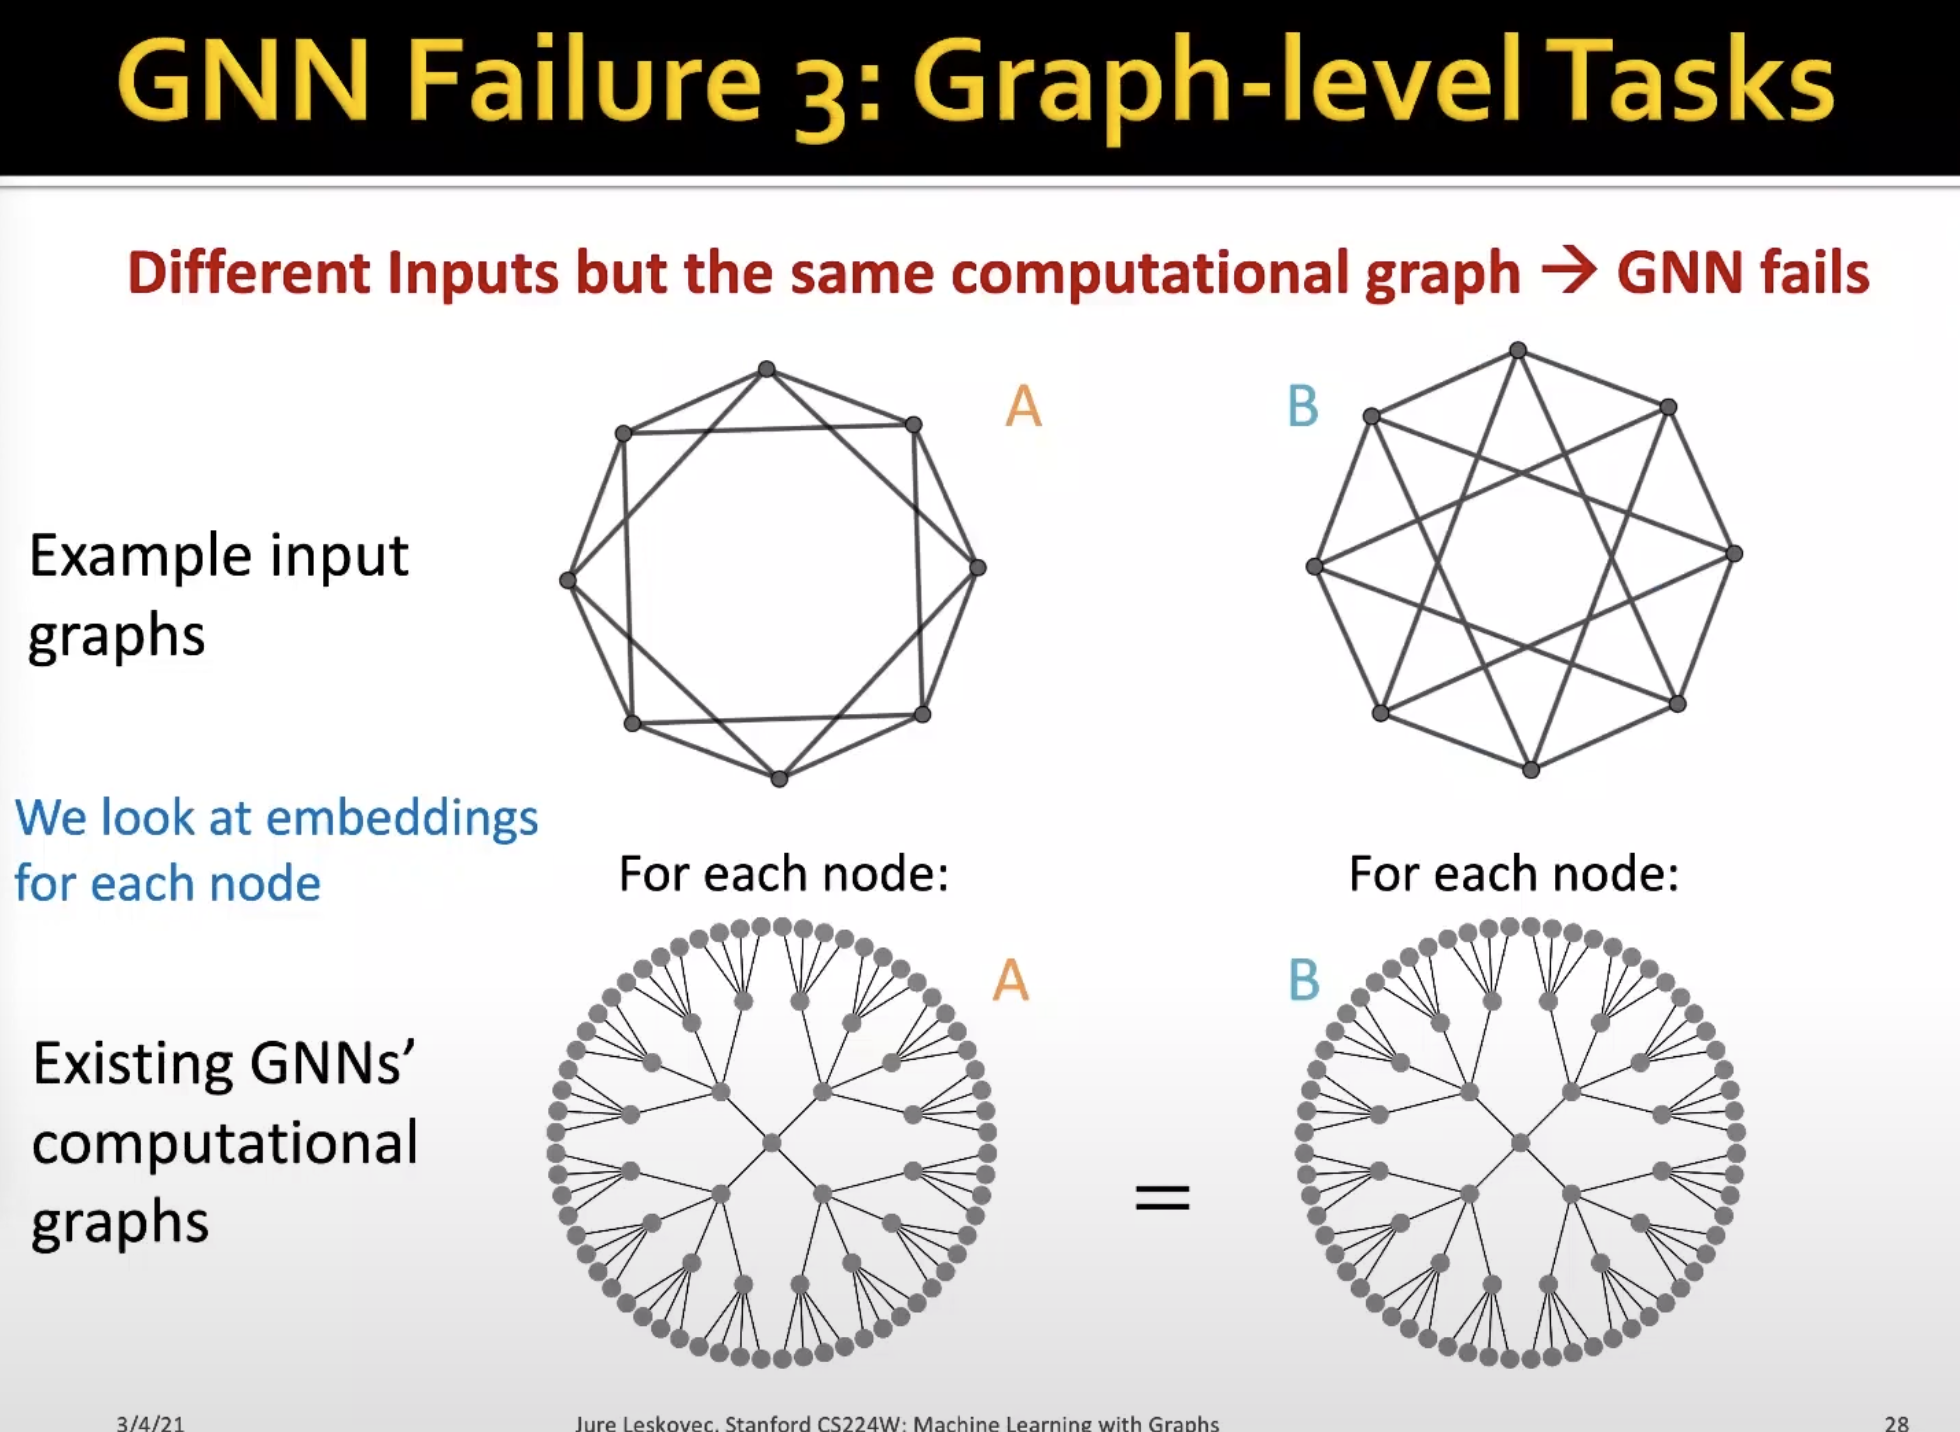 GNN Failure 3: Graph-level Tasks
Different Inputs but the same computational graph → GNN fails
A
B
Example input
graphs
We look at embeddings
for each node
For each node:
For each node:
A
B
Existing GNNs’
computational
graphs
=
3/4/21
Jure Leskovec, Stanford CS224W: Machine Learning with Graphs
28